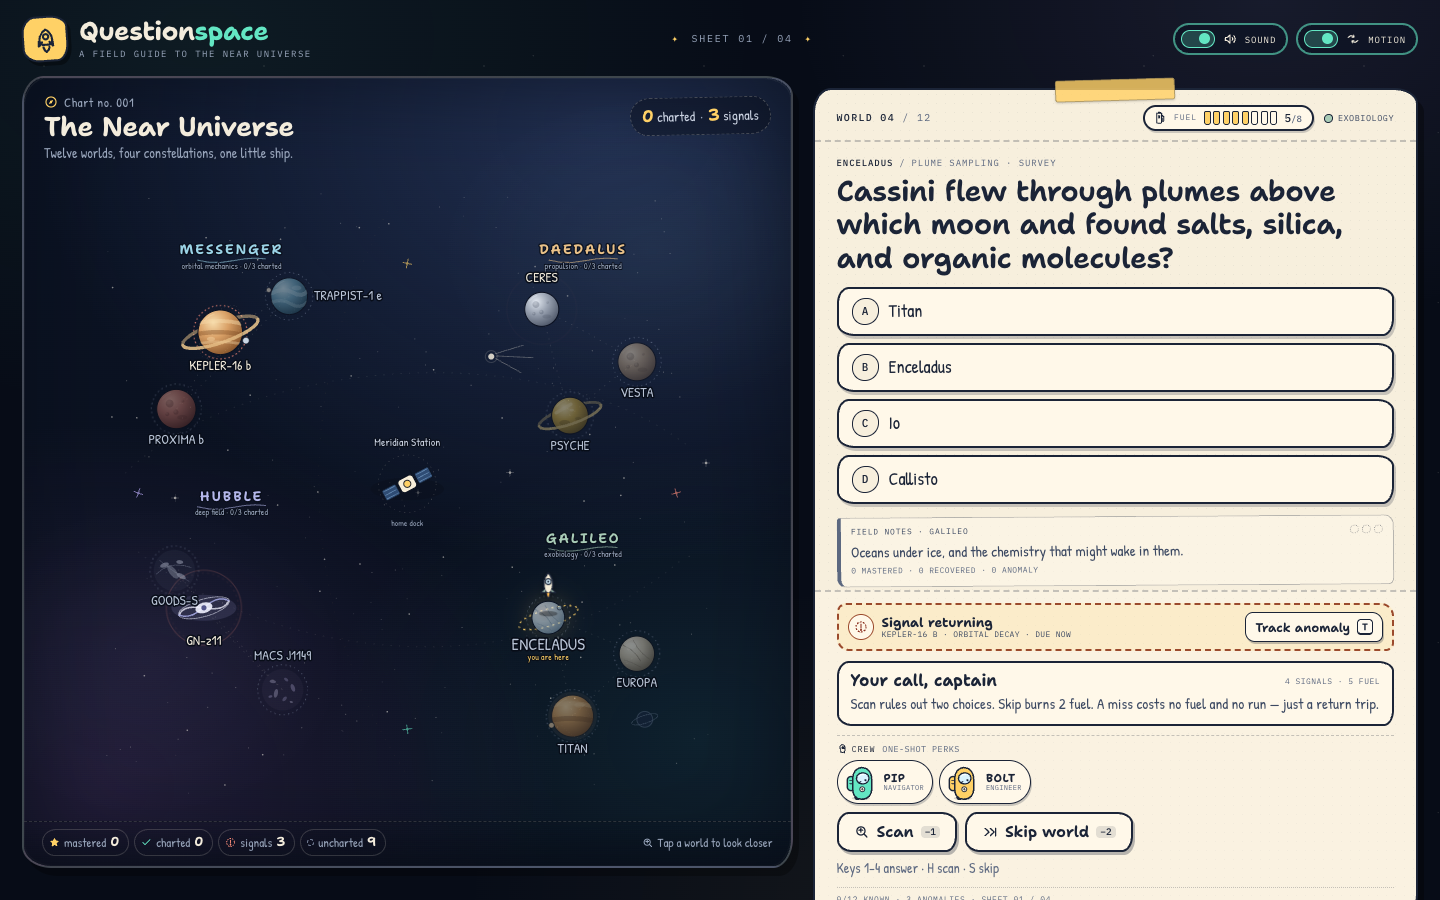 Questionspace
A FIELD GUIDE TO THE NEAR UNIVERSE
SHEET 01 / 04
SOUND
MOTION
Chart no. 001
The Near Universe
Twelve worlds, four constellations, one little ship.
0 charted · 3 signals
MESSENGER
orbital mechanics · 0/3 charted
TRAPPIST-1 e
KEPLER-16 b
PROXIMA b
DAEDALUS
propulsion · 0/3 charted
CERES
VESTA
PSYCHE
Meridian Station
home dock
HUBBLE
deep field · 0/3 charted
GOODS-S
GN-z11
MACS J1149
GALILEO
exobiology · 0/3 charted
ENCELADUS
you are here
EUROPA
TITAN
mastered 0
charted 0
signals 3
uncharted 9
Tap a world to look closer
WORLD 04 / 12
FUEL 5/8
EXOBIOLOGY
ENCELADUS / PLUME SAMPLING · SURVEY
Cassini flew through plumes above
which moon and found salts, silica,
and organic molecules?
A Titan
B Enceladus
C Io
D Callisto
FIELD NOTES · GALILEO
Oceans under ice, and the chemistry that might wake in them.
0 MASTERED · 0 RECOVERED · 0 ANOMALY
Signal returning
KEPLER-16 B · ORBITAL DECAY · DUE NOW
Track anomaly T
Your call, captain
4 SIGNALS · 5 FUEL
Scan rules out two choices. Skip burns 2 fuel. A miss costs no fuel and no run — just a return trip.
CREW ONE-SHOT PERKS
PIP
NAVIGATOR
BOLT
ENGINEER
Scan −1
Skip world −2
Keys 1-4 answer · H scan · S skip
0/12 KNOWN · 3 ANOMALIES · SHEET 01 / 04